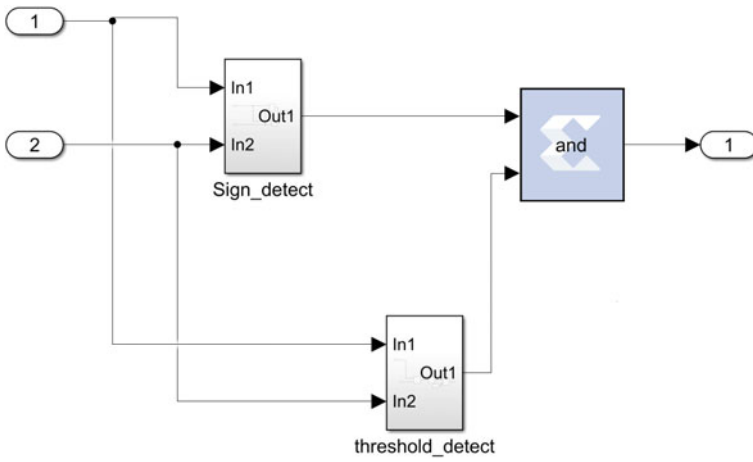 1
In1
Out1
In2
Sign_detect
2
and
1
In1
Out1
In2
threshold_detect